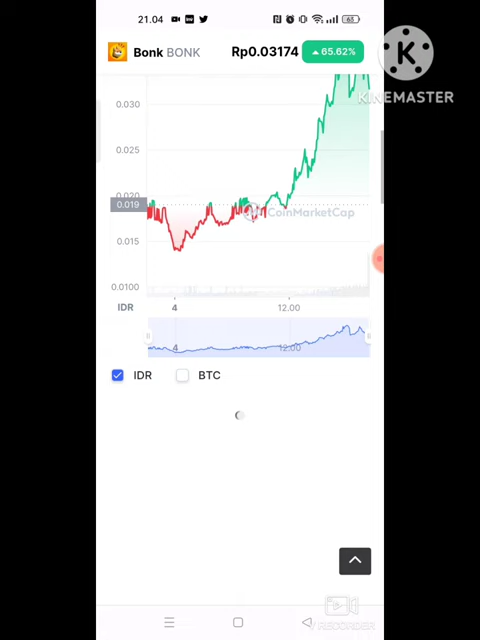 21.04
63
Bonk BONK Rp0.03174 65.62%
KINEMASTER
0.030
0.025
0.020
0.019
CoinMarketCap
0.015
0.0100
IDR 4 12.00
4 12:00
IDR BTC
RECORDER